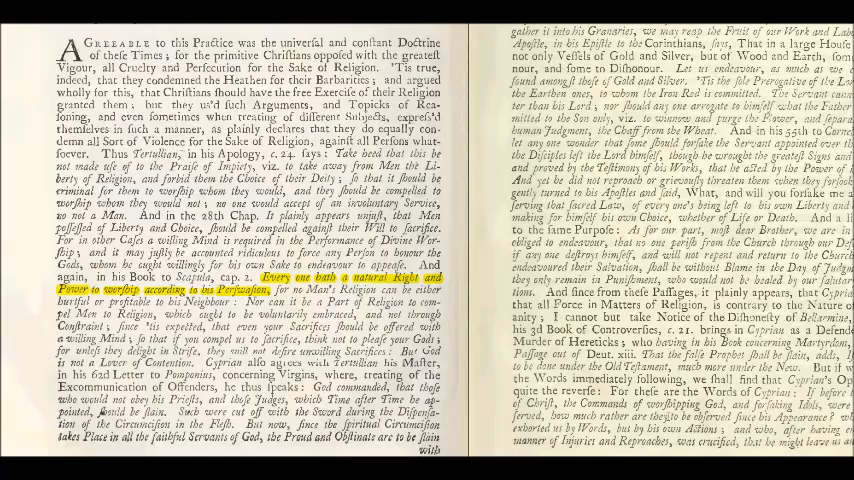 AGREEABLE to this Practice was the universal and constant Doctrine
of these Times; for the primitive Christians opposed with the greatest
Vigour, all Cruelty and Persecution for the Sake of Religion. 'Tis true,
indeed, that they condemned the Heathen for their Barbarities; and argued
wholly for this, that Christians should have the free Exercise of their Religion
granted them; but they us'd such Arguments, and Topicks of Rea-
soning, and even sometimes when treating of different Subjects, express'd
themselves in such a manner, as plainly declares that they do equally con-
demn all Sort of Violence for the Sake of Religion, against all Persons what-
soever. Thus Tertullian, in his Apology, c. 24. says: Take heed that this be
not made use of to the Praise of Impiety, viz. to take away from Men the Li-
berty of Religion, and forbid them the Choice of their Deity; so that it should be
criminal for them to worship whom they would, and they should be compelled to
worship whom they would not; no one would accept of an involuntary Service,
no not a Man. And in the 28th Chap. It plainly appears unjust, that Men
possessed of Liberty and Choice, should be compelled against their Will to sacrifice.
For in other Cases a willing Mind is required in the Performance of Divine Wor-
ship; and it may justly be accounted ridiculous to force any Person to honour the
Gods, whom he ought willingly for his own Sake to endeavour to appease. And
again, in his Book to Scapula, cap. 2. Every one hath a natural Right and
Power to worship according to his Perswasion, for no Man's Religion can be either
hurtful or profitable to his Neighbour: Nor can it be a Part of Religion to com-
pel Men to Religion, which ought to be voluntarily embraced, and not through
Constraint; since 'tis expected, that even your Sacrifices should be offered with
a willing Mind; so that if you compel us to sacrifice, think not to please your Gods;
for unless they delight in Strife, they will not desire unwilling Sacrifices: But God
is not a Lover of Contention. Cyprian also agrees with Tertullian his Master,
in his 62d Letter to Pomponius, concerning Virgins, where, treating of the
Excommunication of Offenders, he thus speaks: God commanded, that those
who would not obey his Priests, and those Judges, which Time after Time he ap-
pointed, should be slain. Such were cut off with the Sword during the Dispensa-
tion of the Circumcision in the Flesh. But now, since the spiritual Circumcision
takes Place in all the faithful Servants of God, the Proud and Obstinate are to be slain
with
gather it into his Granaries, we may reap the Fruit of our Work and Labo
Apostle, in his Epistle to the Corinthians, says, That in a large House
not only Vessels of Gold and Silver, but of Wood and Earth, some
nour, and some to Dishonour. Let us endeavour, as much as we c
found amongst those of Gold and Silver. 'Tis the sole Prerogative of the
the Earthen ones, to whom the Iron Rod is committed. The Servant cann
ter than his Lord; nor should any one arrogate to himself what the Father
mitted to the Son only, viz. to winnow and purge the Flower, and separa
human Judgment, the Chaff from the Wheat. And in his 55th to Cornel
let any one wonder that some should forsake the Servant appointed over th
the Disciples left the Lord himself, though he wrought the greatest Signs and
and proved by the Testimony of his Works, that he acted by the Power of
And yet he did not reproach or grievously threaten them when they forsook
gently turned to his Apostles and said, What, and will you forsake me a
serving that sacred Law, of every one's being left to his own Liberty and
making for himself his own Choice, whether of Life or Death. And a li
to the same Purpose: As for our part, most dear Brother, we are in
obliged to endeavour, that no one perish from the Church through our Def
if any one destroys himself, and will not repent and return to the Church
endeavoured their Salvation, shall be without Blame in the Day of Judgm
they only remain in Punishment, who would not be healed by our salutar
tions. And since from these Passages, it plainly appears, that Cyprian
that all Force in Matters of Religion, is contrary to the Nature o
anity; I cannot but take Notice of the Dishonesty of Bellarmine,
his 3d Book of Controversies, c. 21. brings in Cyprian as a Defende
Murder of Hereticks; who having in his Book concerning Martyrdom,
Passage out of Deut. xiii. That the false Prophet shall be slain, adds, I
to be done under the Old Testament, much more under the New. But if w
the Words immediately following, we shall find that Cyprian's Op
quite the reverse: For these are the Words of Cyprian: If before t
of Christ, the Commands of worshipping God, and forsaking Idols, were
served, how much rather are they to be observed since his Appearance? w
exhorted us by Words, but by his own Actions; and who, after having en
manner of Injuries and Reproaches, was crucified, that he might leave us an